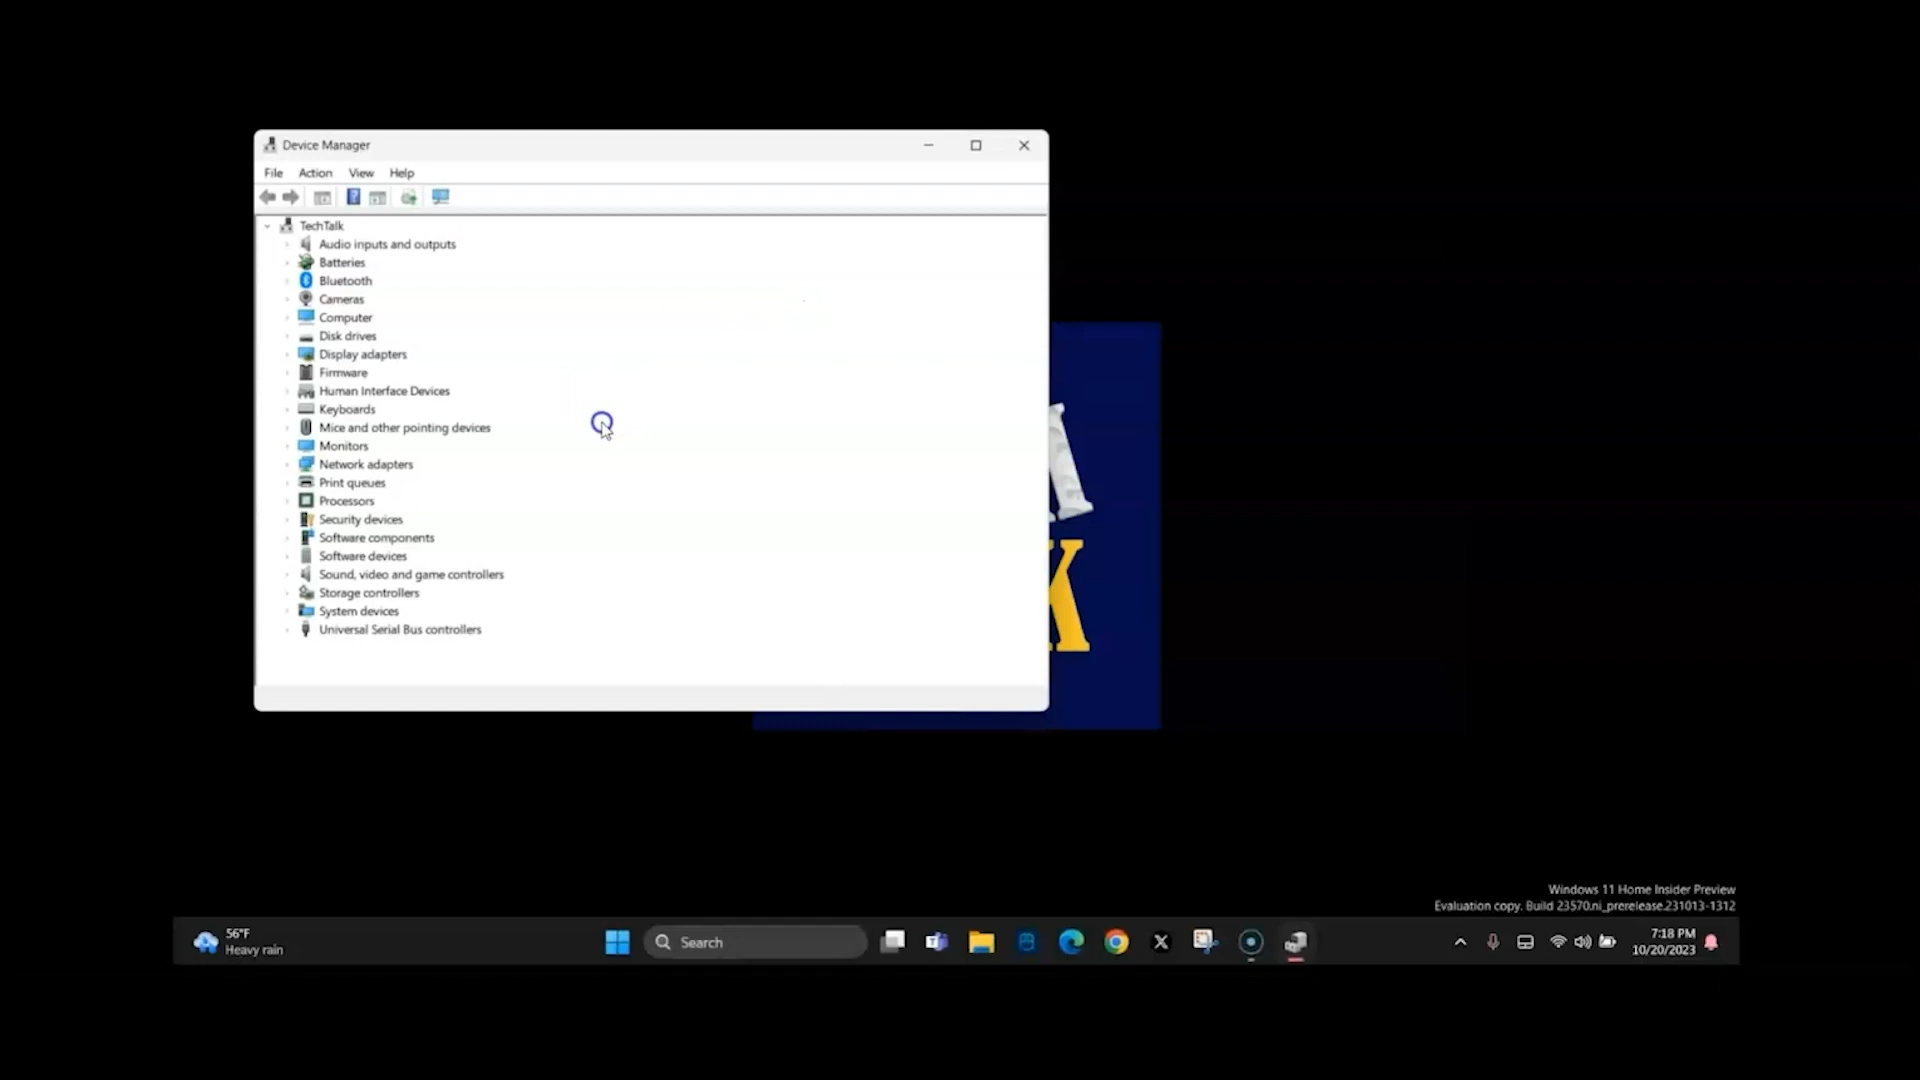 Device Manager
File Action View Help
TechTalk
Audio inputs and outputs
Batteries
Bluetooth
Cameras
Computer
Disk drives
Display adapters
Firmware
Human Interface Devices
Keyboards
Mice and other pointing devices
Monitors
Network adapters
Print queues
Processors
Security devices
Software components
Software devices
Sound, video and game controllers
Storage controllers
System devices
Universal Serial Bus controllers
A
K
Windows 11 Home Insider Preview
Evaluation copy. Build 23570.ni_prerelease.231013-1312
56°F
Heavy rain
Search
7:18 PM
10/20/2023